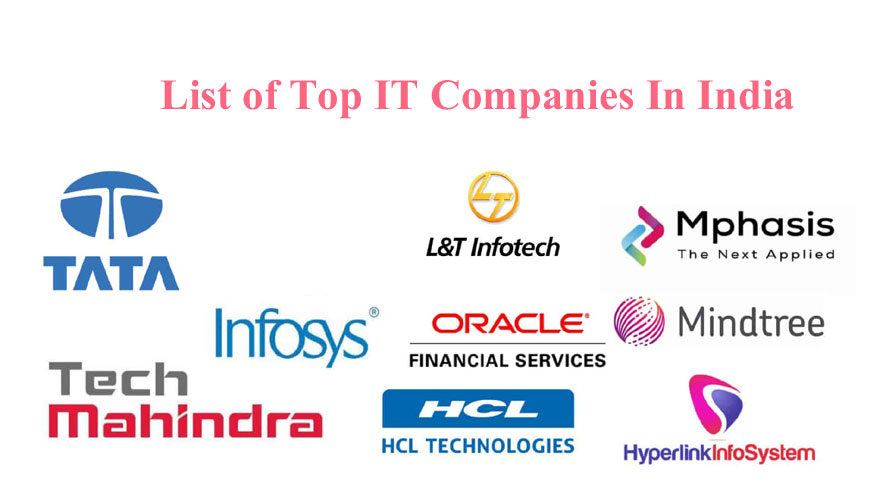 List of Top IT Companies In India
TATA
LT
L&T Infotech
Mphasis
The Next Applied
Infosys®
ORACLE®
FINANCIAL SERVICES
Mindtree
Tech
Mahindra
HCL
HCL TECHNOLOGIES
HyperlinkInfoSystem